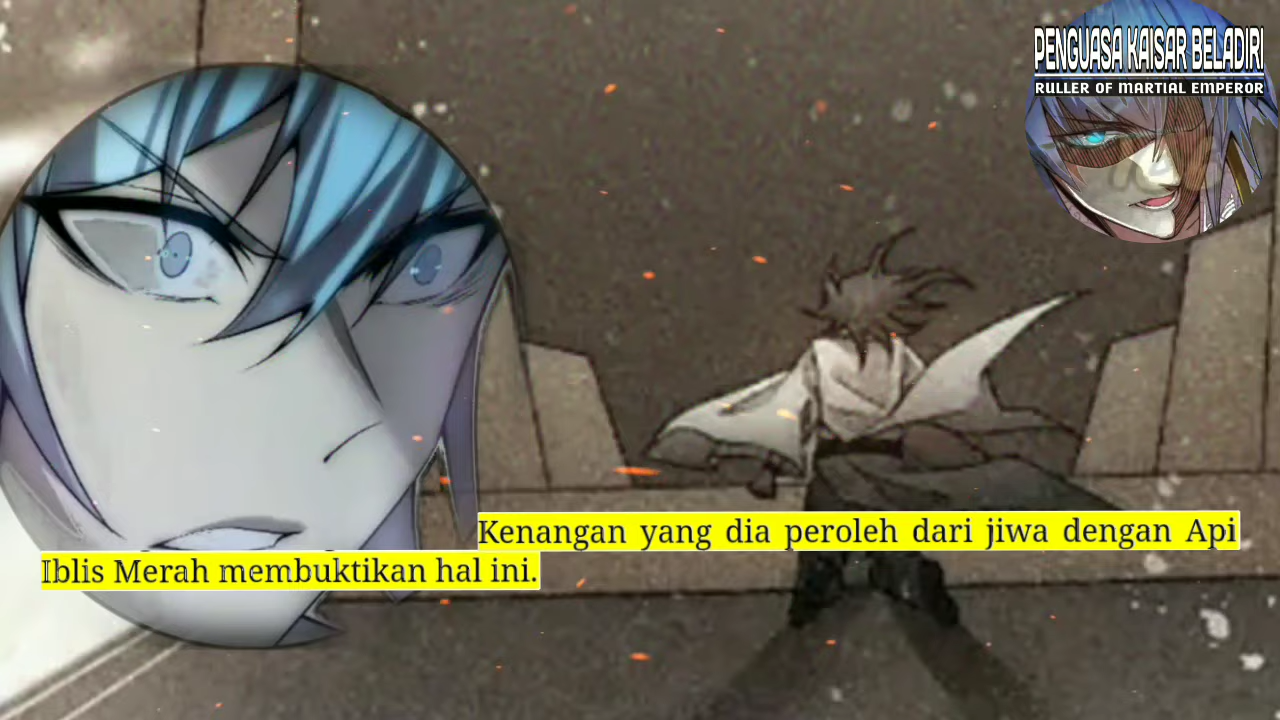 PENGUASA KAISAR BELADIRI
RULLER OF MARTIAL EMPEROR
Kenangan yang dia peroleh dari jiwa dengan Api
Iblis Merah membuktikan hal ini.